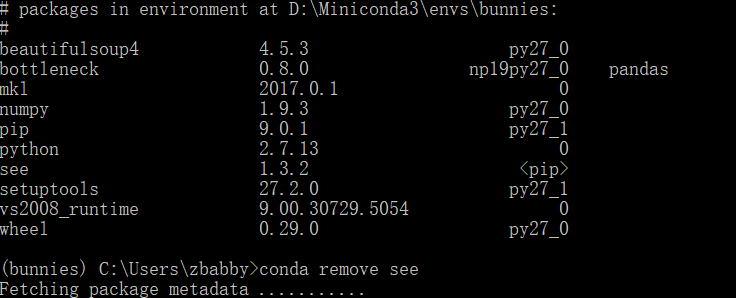 # packages in environment at D:\Miniconda3\envs\bunnies:
#
beautifulsoup4 4.5.3 py27_0
bottleneck 0.8.0 np19py27_0 pandas
mkl 2017.0.1 0
numpy 1.9.3 py27_0
pip 9.0.1 py27_1
python 2.7.13 0
see 1.3.2 <pip>
setuptools 27.2.0 py27_1
vs2008_runtime 9.00.30729.5054 0
wheel 0.29.0 py27_0
(bunnies) C:\Users\zbabby>conda remove see
Fetching package metadata ...........